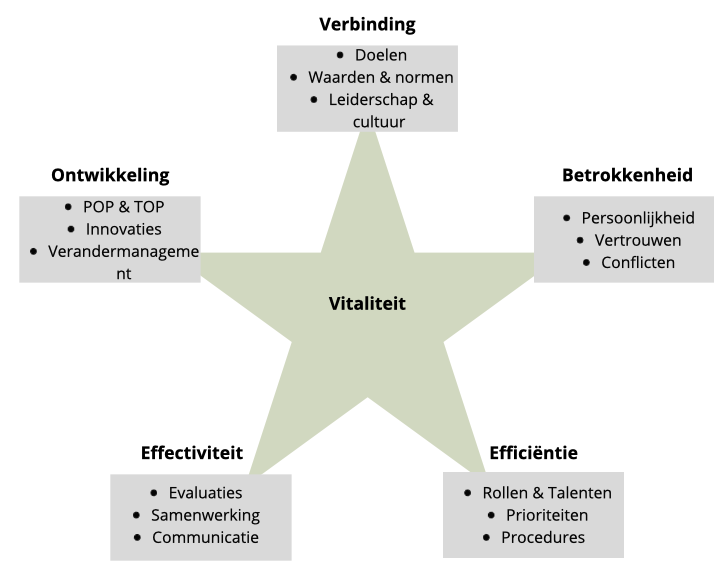 Verbinding
• Doelen
• Waarden & normen
• Leiderschap &
cultuur
Ontwikkeling
• POP & TOP
• Innovaties
• Verandermanageme
nt
Betrokkenheid
• Persoonlijkheid
• Vertrouwen
• Conflicten
Vitaliteit
Effectiviteit
• Evaluaties
• Samenwerking
• Communicatie
Efficiëntie
• Rollen & Talenten
• Prioriteiten
• Procedures